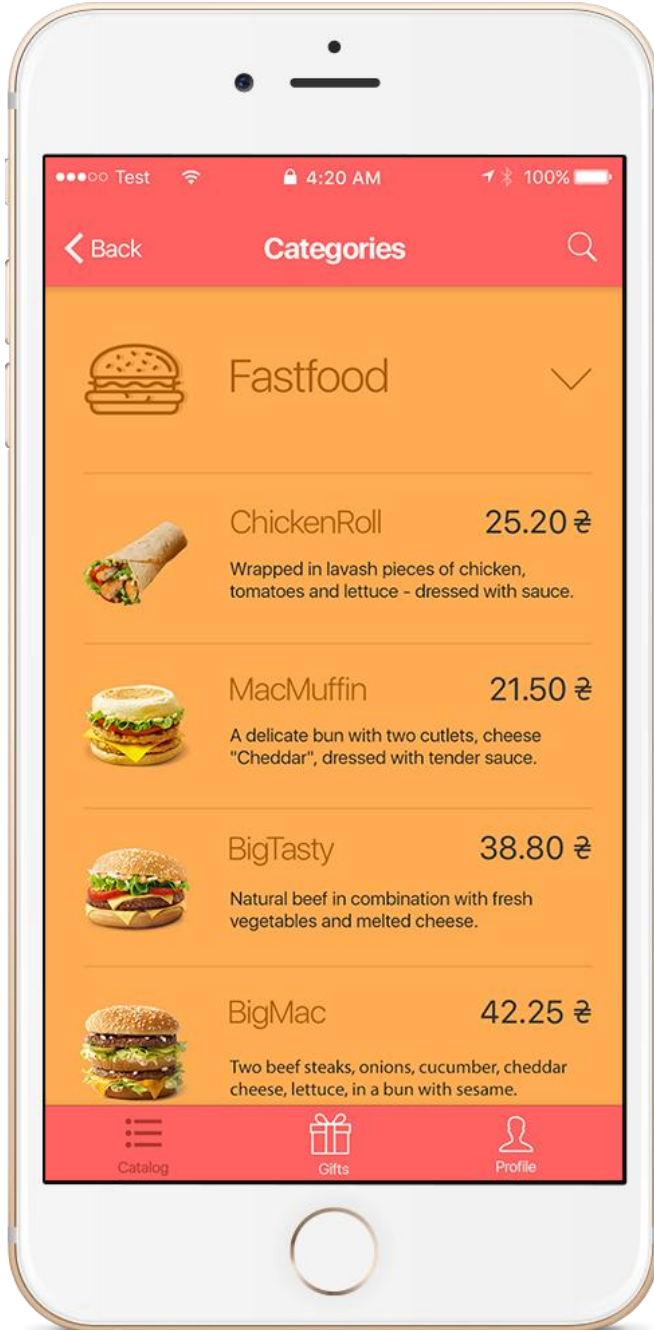 ●●●○○ Test 4:20 AM 100%
Back Categories
Fastfood
ChickenRoll 25.20 ₴
Wrapped in lavash pieces of chicken,
tomatoes and lettuce - dressed with sauce.
MacMuffin 21.50 ₴
A delicate bun with two cutlets, cheese
"Cheddar", dressed with tender sauce.
BigTasty 38.80 ₴
Natural beef in combination with fresh
vegetables and melted cheese.
BigMac 42.25 ₴
Two beef steaks, onions, cucumber, cheddar
cheese, lettuce, in a bun with sesame.
Catalog Gifts Profile